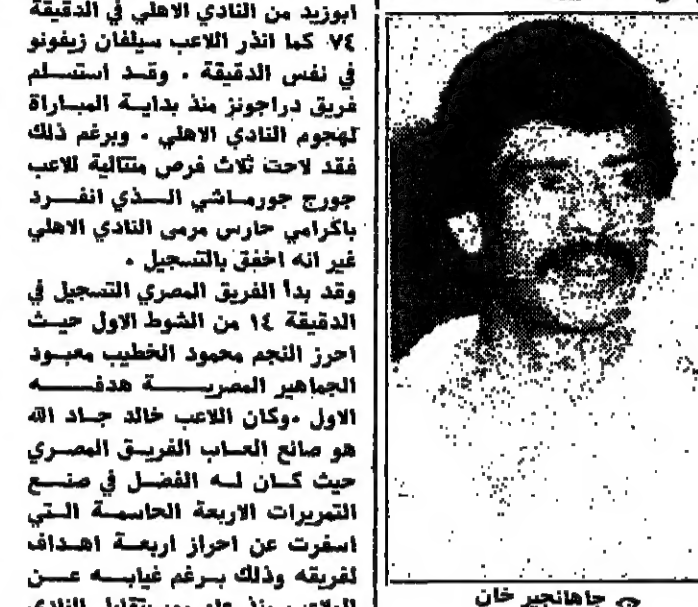 ابوزيد من النادي الاهلي في الدقيقة
٧٤ كما انذر اللاعب سيلفان زيفونو
في نفس الدقيقة . وقد استسلم
فريق دراجونز منذ بداية المباراة
لهجوم النادي الاهلي . وبرغم ذلك
فقد لاحت ثلاث فرص متتالية للاعب
جورج جورماشي الذي انفرد
باكرامي حارس مرمى النادي الاهلي
غير انه اخفق بالتسجيل .
وقد بدأ الفريق المصري التسجيل في
الدقيقة ١٤ من الشوط الاول حيث
احرز النجم محمود الخطيب معبود
الجماهير المصرية هدفه
الاول .وكان اللاعب خالد جاد الله
هو صانع العاب الفريق المصري
حيث كان له الفضل في صنع
التمريرات الاربعة الحاسمة التي
اسفرت عن احراز اربعة اهداف
لفريقه وذلك برغم غيابه عن
جاهانجير خان